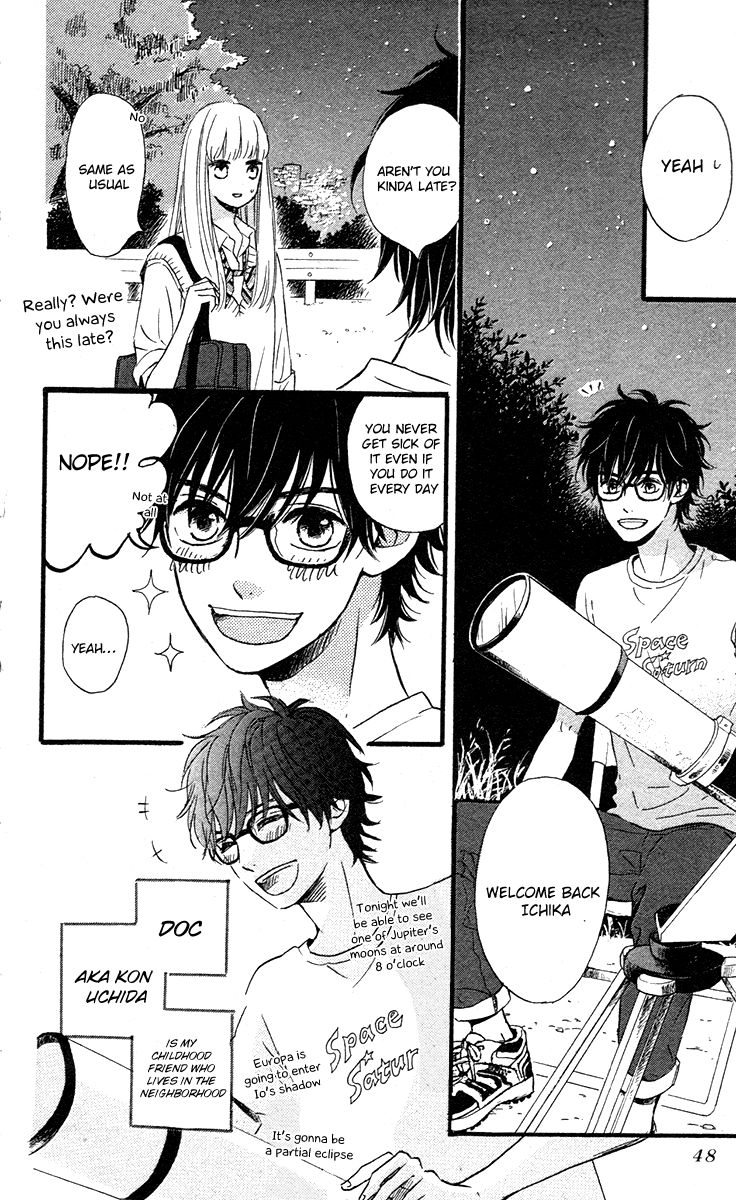 YEAH
WELCOME BACK
ICHIKA
Space
Saturn
AREN'T YOU
KINDA LATE?
No
SAME AS
USUAL
Really? Were
you always
this late?
YOU NEVER
GET SICK OF
IT EVEN IF
YOU DO IT
EVERY DAY
NOPE!!
Not at
all
YEAH...
Tonight we'll
be able to see
one of Jupiter's
moons at around
8 o'clock
DOC
AKA KON
UCHIDA
IS MY
CHILDHOOD
FRIEND WHO
LIVES IN THE
NEIGHBORHOOD
Space
Satur
Europa is
going to enter
Io's shadow
It's gonna be
a partial eclipse
48